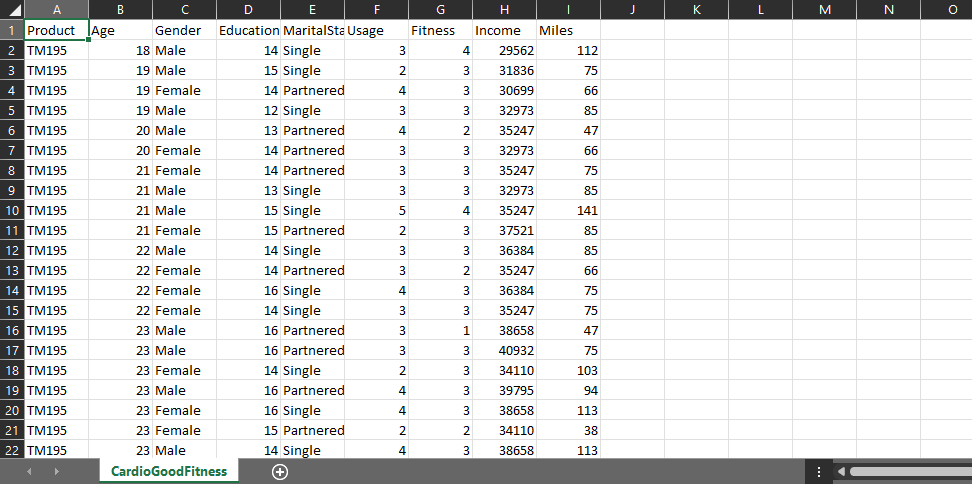 A B C D E F G H I J K L M N O
1 Product Age Gender Education MaritalSta Usage Fitness Income Miles
2 TM195 18 Male 14 Single 3 4 29562 112
3 TM195 19 Male 15 Single 2 3 31836 75
4 TM195 19 Female 14 Partnered 4 3 30699 66
5 TM195 19 Male 12 Single 3 3 32973 85
6 TM195 20 Male 13 Partnered 4 2 35247 47
7 TM195 20 Female 14 Partnered 3 3 32973 66
8 TM195 21 Female 14 Partnered 3 3 35247 75
9 TM195 21 Male 13 Single 3 3 32973 85
10 TM195 21 Male 15 Single 5 4 35247 141
11 TM195 21 Female 15 Partnered 2 3 37521 85
12 TM195 22 Male 14 Single 3 3 36384 85
13 TM195 22 Female 14 Partnered 3 2 35247 66
14 TM195 22 Female 16 Single 4 3 36384 75
15 TM195 22 Female 14 Single 3 3 35247 75
16 TM195 23 Male 16 Partnered 3 1 38658 47
17 TM195 23 Male 16 Partnered 3 3 40932 75
18 TM195 23 Female 14 Single 2 3 34110 103
19 TM195 23 Male 16 Partnered 4 3 39795 94
20 TM195 23 Female 16 Single 4 3 38658 113
21 TM195 23 Female 15 Partnered 2 2 34110 38
22 TM195 23 Male 14 Single 4 3 38658 113
CardioGoodFitness